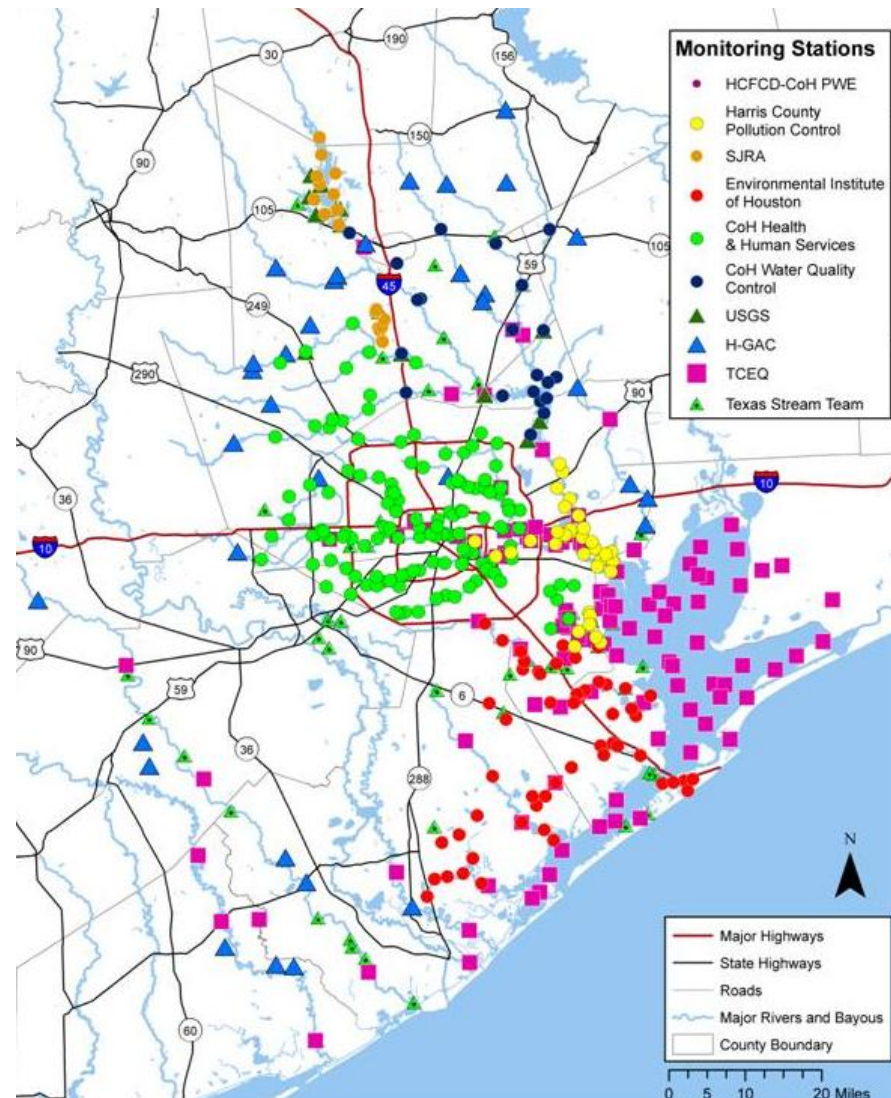 190
30
156
Monitoring Stations
HCFCD-CoH PWE
Harris County
Pollution Control
SJRA
Environmental Institute
of Houston
CoH Health
& Human Services
CoH Water Quality
Control
USGS
H-GAC
TCEQ
Texas Stream Team
150
90
105
105
59
45
249
290
90
36
10
10
90
59
6
36
288
60
N
Major Highways
State Highways
Roads
Major Rivers and Bayous
County Boundary
0 5 10 20 Miles